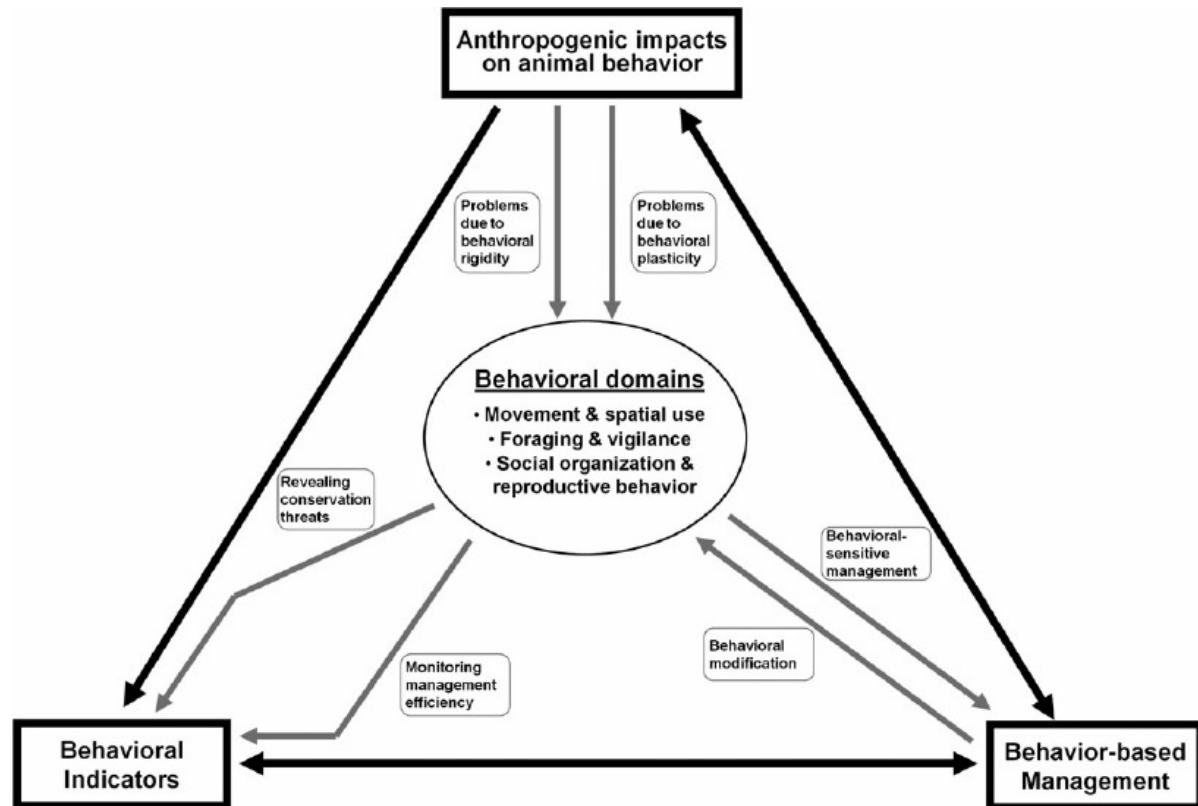 Anthropogenic impacts
on animal behavior
Problems
due to
behavioral
rigidity
Problems
due to
behavioral
plasticity
Behavioral domains
• Movement & spatial use
• Foraging & vigilance
• Social organization &
reproductive behavior
Revealing
conservation
threats
Behavioral-
sensitive
management
Monitoring
management
efficiency
Behavioral
modification
Behavioral
Indicators
Behavior-based
Management